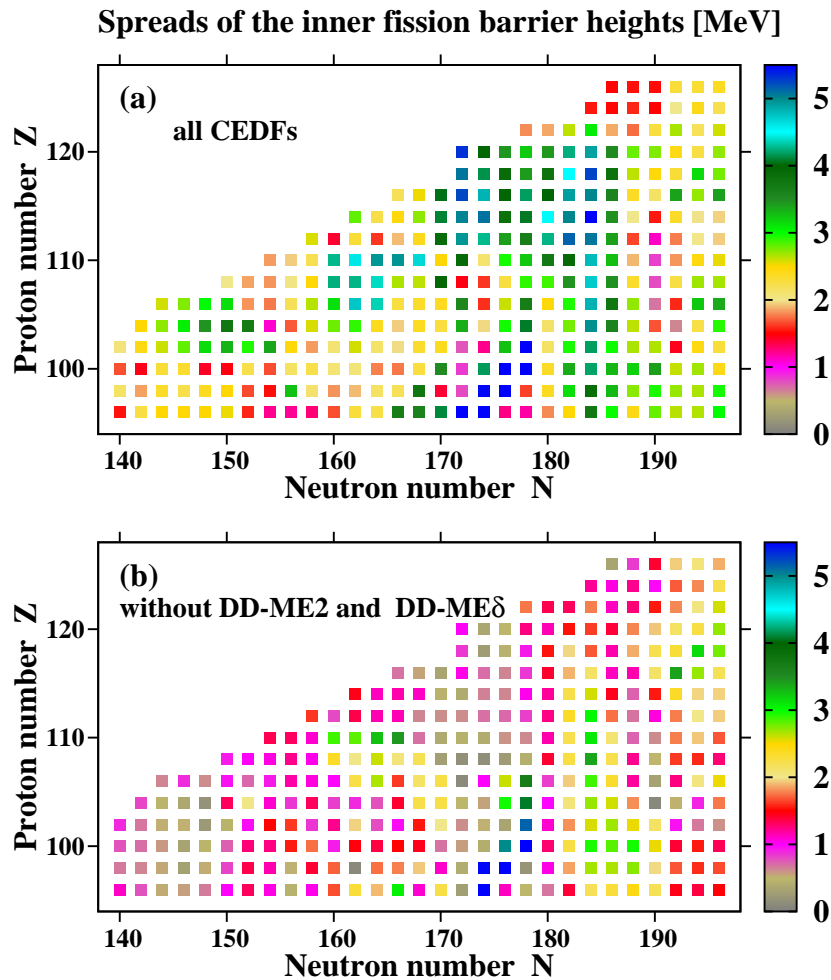 Spreads of the inner fission barrier heights [MeV]
(a)
all CEDFs
Proton number Z
120
110
100
140 150 160 170 180 190
Neutron number N
5
4
3
2
1
0
(b)
without DD-ME2 and DD-MEδ
Proton number Z
120
110
100
140 150 160 170 180 190
Neutron number N
5
4
3
2
1
0